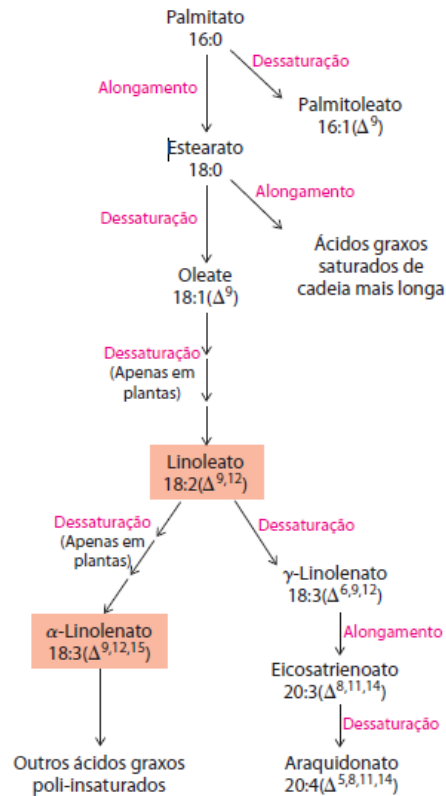 Palmitato
16:0
Dessaturação
Alongamento
Palmitoleato
16:1(Δ⁹)
Estearato
18:0
Alongamento
Dessaturação
Ácidos graxos
saturados de
cadeia mais longa
Oleate
18:1(Δ⁹)
Dessaturação
(Apenas em
plantas)
Linoleato
18:2(Δ⁹,¹²)
Dessaturação
(Apenas em
plantas)
Dessaturação
γ-Linolenato
18:3(Δ⁶,⁹,¹²)
α-Linolenato
18:3(Δ⁹,¹²,¹⁵)
Alongamento
Eicosatrienoato
20:3(Δ⁸,¹¹,¹⁴)
Dessaturação
Outros ácidos graxos
poli-insaturados
Araquidonato
20:4(Δ⁵,⁸,¹¹,¹⁴)